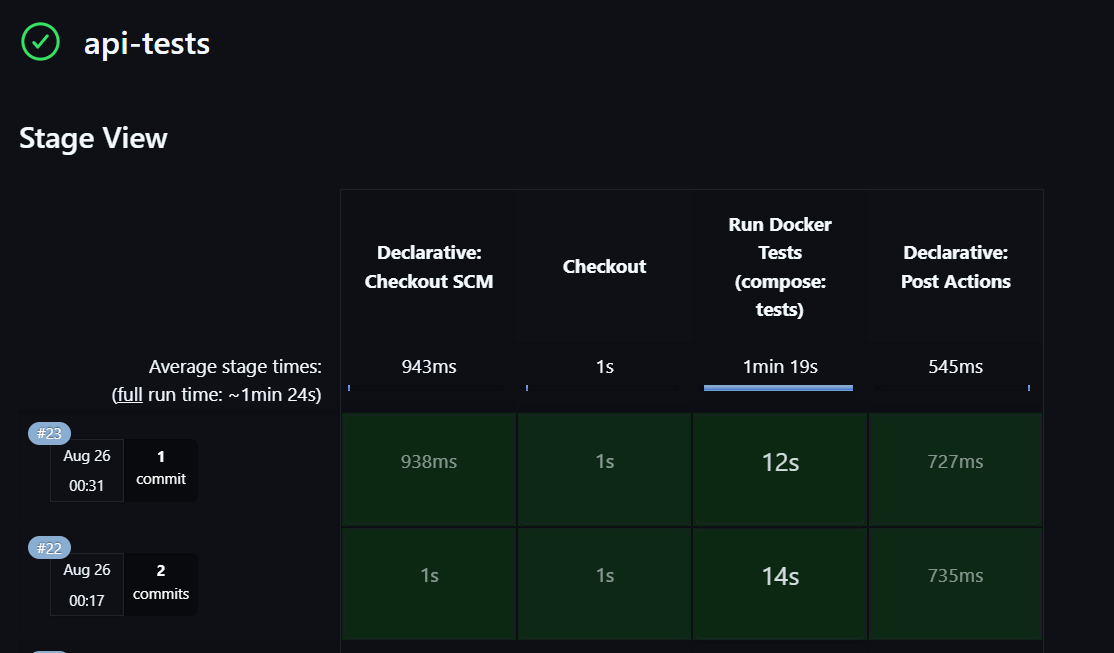 api-tests
Stage View
Declarative:
Checkout SCM
Checkout
Run Docker
Tests
(compose:
tests)
Declarative:
Post Actions
Average stage times:
(full run time: ~1min 24s)
943ms
1s
1min 19s
545ms
#23
Aug 26
00:31
1
commit
938ms
1s
12s
727ms
#22
Aug 26
00:17
2
commits
1s
1s
14s
735ms